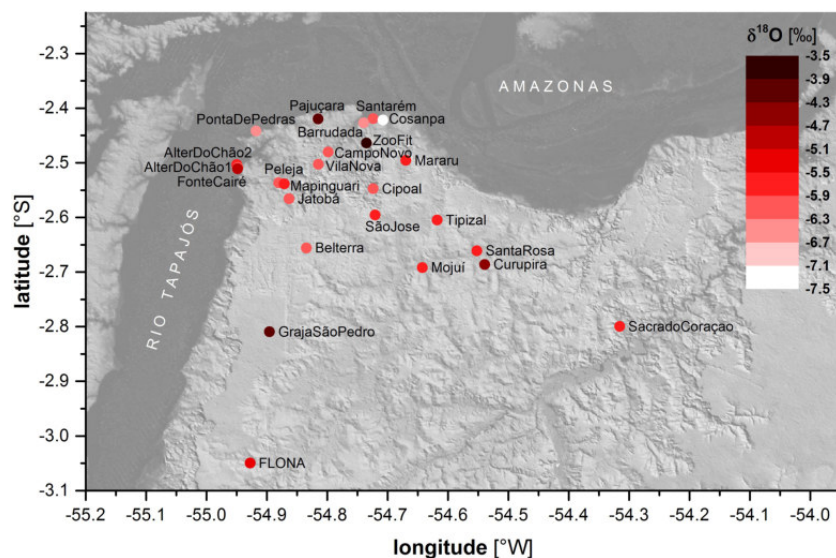 δ¹⁸O [‰]
-3.5
-3.9
-4.3
-4.7
-5.1
-5.5
-5.9
-6.3
-6.7
-7.1
-7.5
AMAZONAS
RIO TAPAJÓS
Pajuçara
Santarém
PontaDePedras
Cosanpa
Barrudada
ZooFit
AlterDoChão2
CampoNovo
Mararu
AlterDoChão1
Peleja
VilaNova
FonteCairé
Mapinguari
Cipoal
Jatobá
SãoJose
Tipizal
Belterra
SantaRosa
Mojuí
Curupira
GrajaSãoPedro
SacradoCoraçao
FLONA
latitude [°S]
-2.3
-2.4
-2.5
-2.6
-2.7
-2.8
-2.9
-3.0
-3.1
-55.2 -55.1 -55.0 -54.9 -54.8 -54.7 -54.6 -54.5 -54.4 -54.3 -54.2 -54.1 -54.0
longitude [°W]